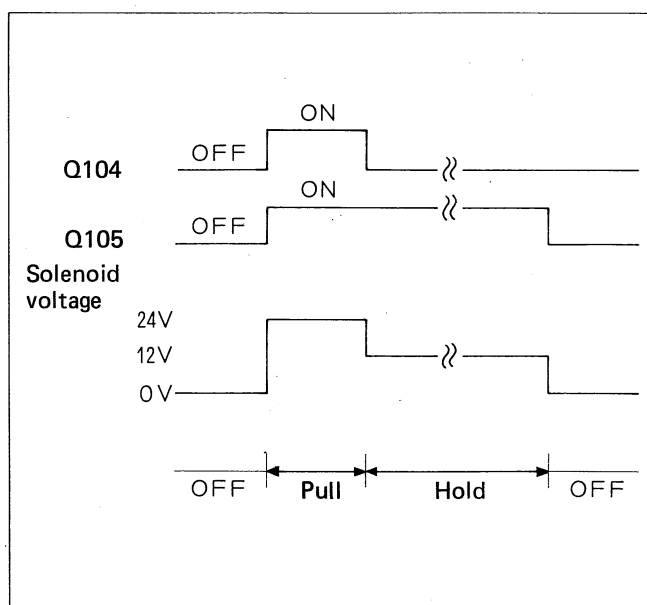 ON
OFF
Q104
ON
OFF
Q105
Solenoid
voltage
24V
12V
0V
OFF Pull Hold OFF